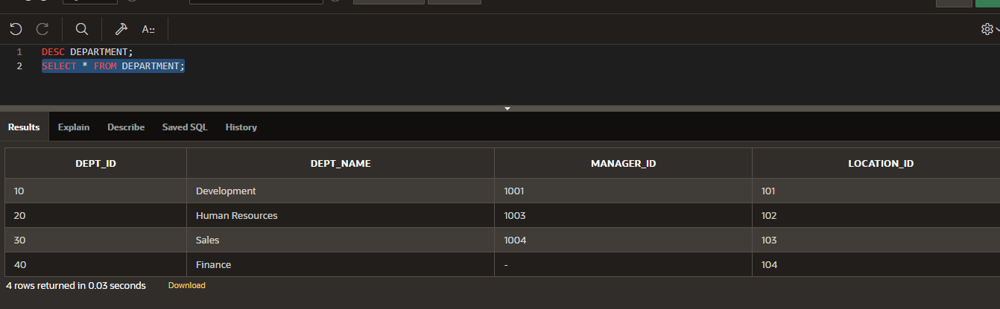 A::
1 DESC DEPARTMENT;
2 SELECT * FROM DEPARTMENT;
Results Explain Describe Saved SQL History
DEPT_ID DEPT_NAME MANAGER_ID LOCATION_ID
10 Development 1001 101
20 Human Resources 1003 102
30 Sales 1004 103
40 Finance - 104
4 rows returned in 0.03 seconds Download